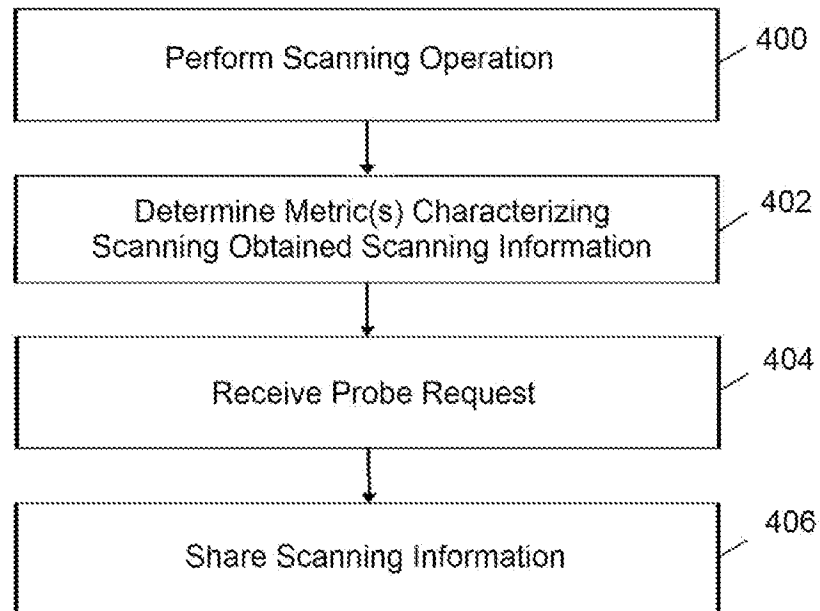 Perform Scanning Operation
400
Determine Metric(s) Characterizing
Scanning Obtained Scanning Information
402
Receive Probe Request
404
Share Scanning Information
406